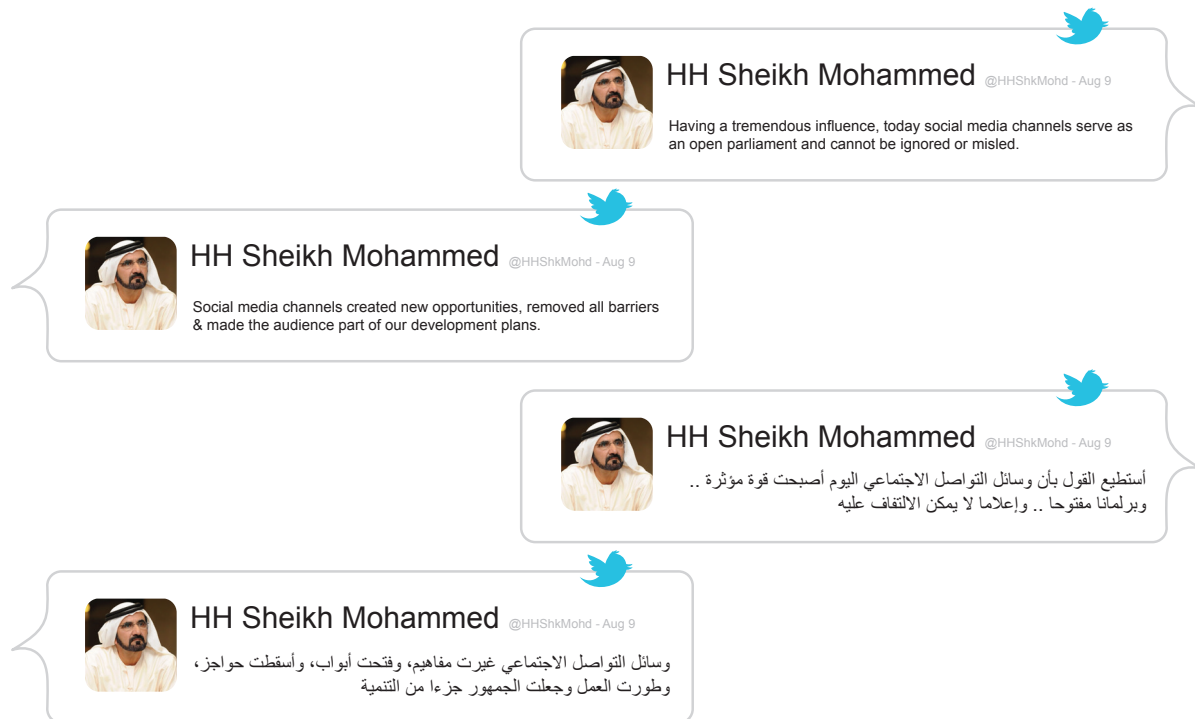 HH Sheikh Mohammed @HHShkMohd - Aug 9
Having a tremendous influence, today social media channels serve as
an open parliament and cannot be ignored or misled.
HH Sheikh Mohammed @HHShkMohd - Aug 9
Social media channels created new opportunities, removed all barriers
& made the audience part of our development plans.
HH Sheikh Mohammed @HHShkMohd - Aug 9
أستطيع القول بأن وسائل التواصل الاجتماعي اليوم أصبحت قوة مؤثرة ..
وبرلمانا مفتوحا .. وإعلاما لا يمكن الالتفاف عليه
HH Sheikh Mohammed @HHShkMohd - Aug 9
وسائل التواصل الاجتماعي غيرت مفاهيم، وفتحت أبواب، وأسقطت حواجز،
وطورت العمل وجعلت الجمهور جزءا من التنمية